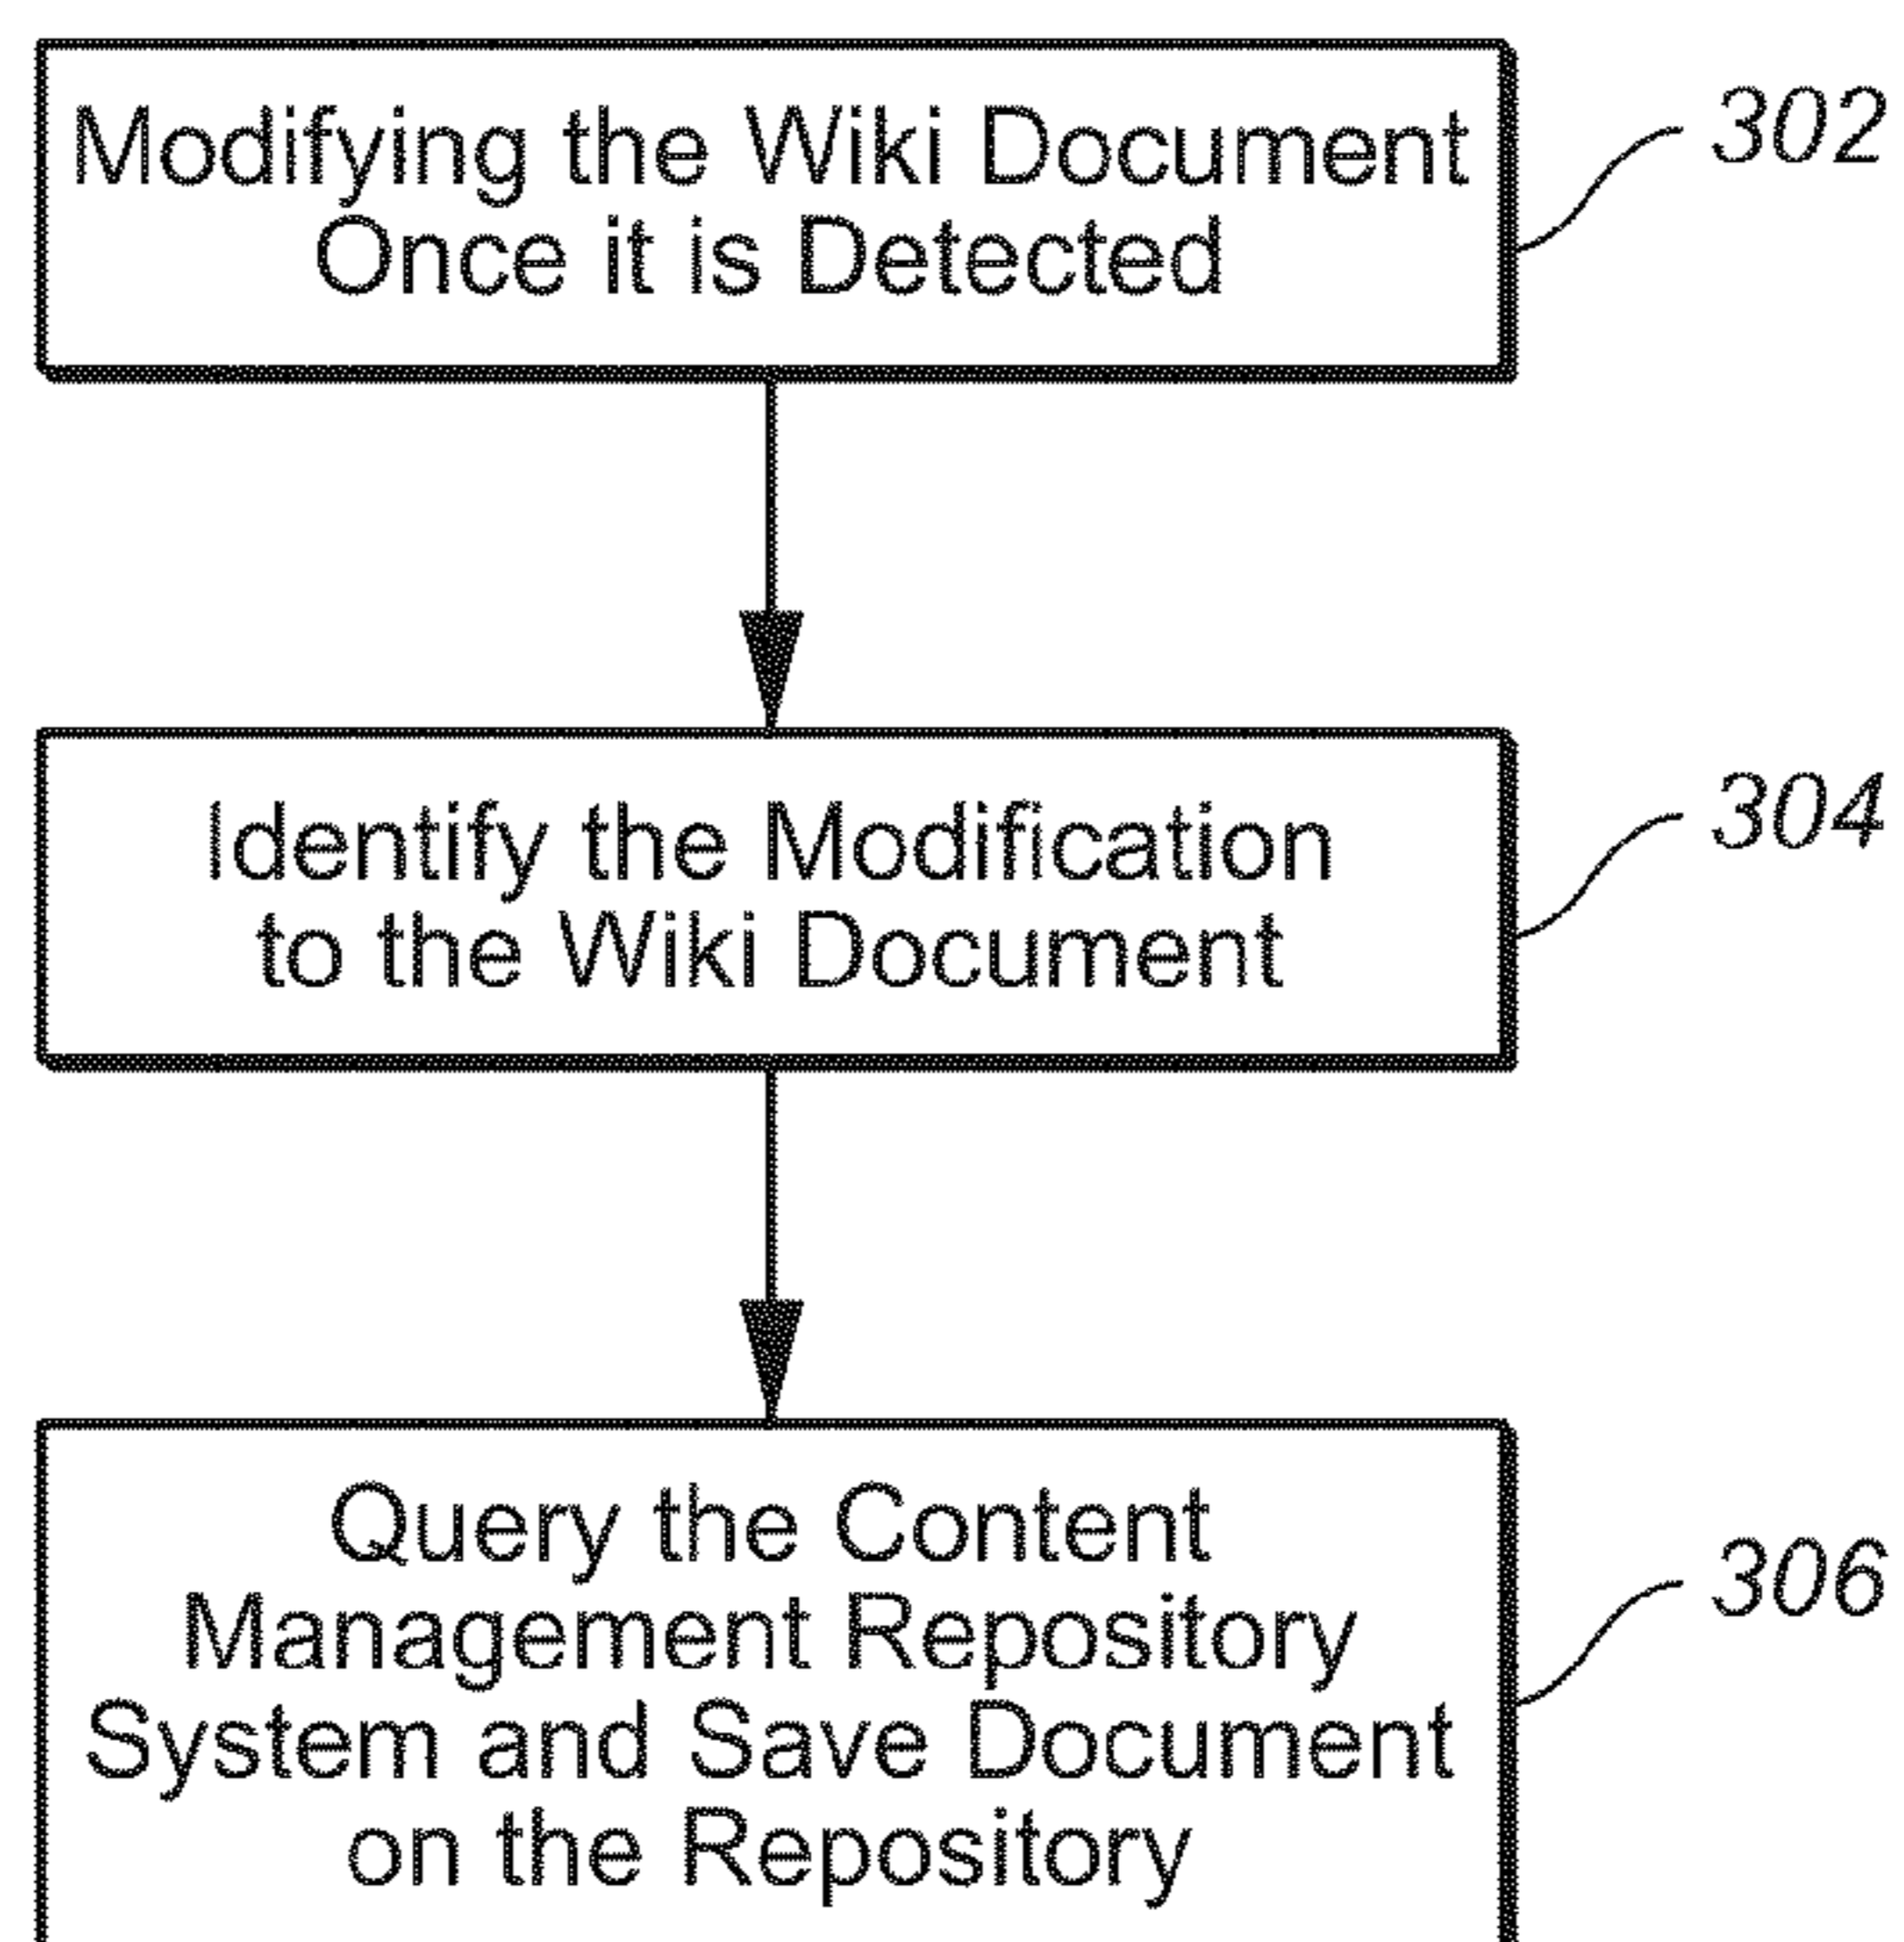 Modifying the Wiki Document
Once it is Detected
302
Identify the Modification
to the Wiki Document
304
Query the Content
Management Repository
System and Save Document
on the Repository
306